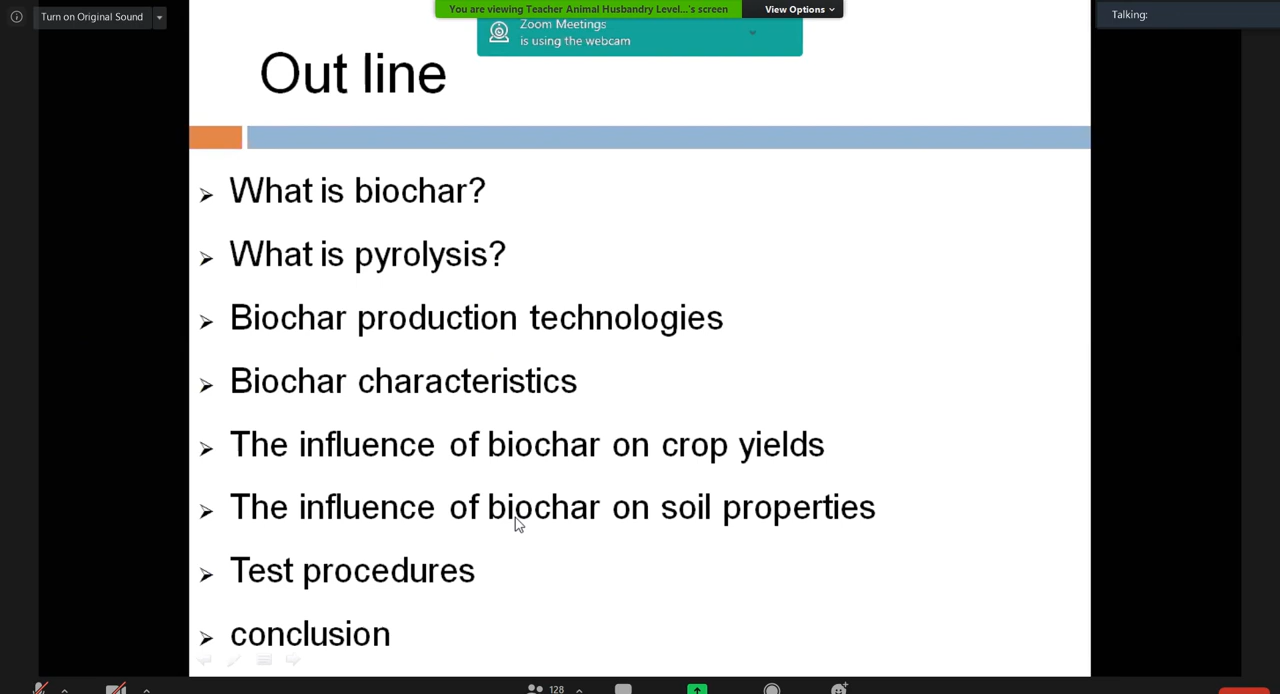 Turn on Original Sound
You are viewing Teacher Animal Husbandry Level...'s screen
View Options
Talking:
Zoom Meetings
is using the webcam
Out line
What is biochar?
What is pyrolysis?
Biochar production technologies
Biochar characteristics
The influence of biochar on crop yields
The influence of biochar on soil properties
Test procedures
conclusion
128